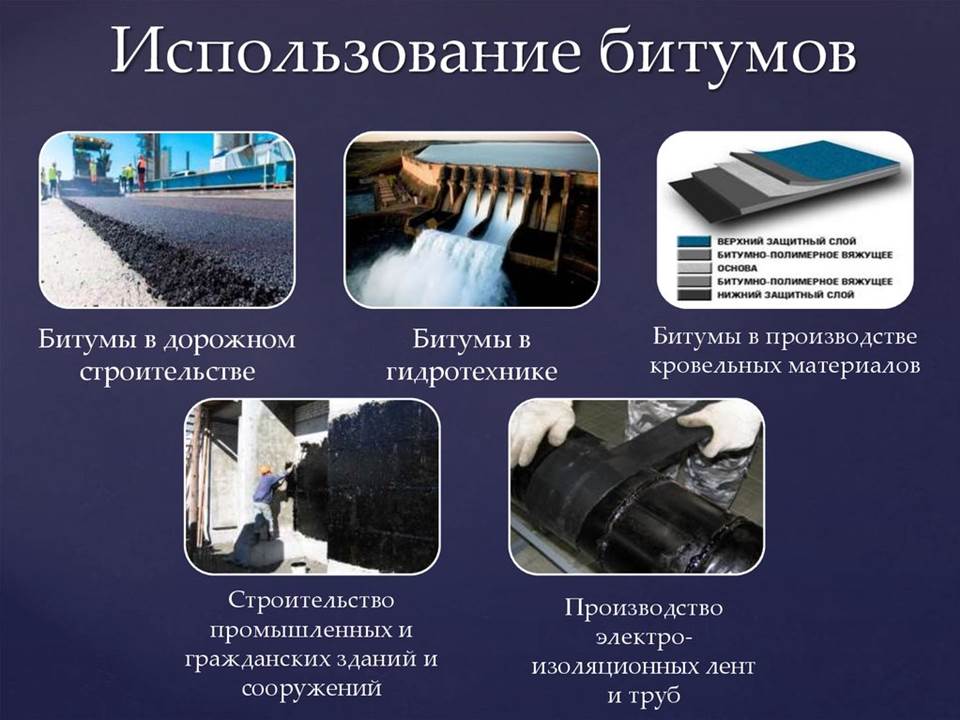 Использование битумов
ВЕРХНИЙ ЗАЩИТНЫЙ СЛОЙ
БИТУМНО-ПОЛИМЕРНОЕ ВЯЖУЩЕЕ
ОСНОВА
БИТУМНО-ПОЛИМЕРНОЕ ВЯЖУЩЕЕ
НИЖНИЙ ЗАЩИТНЫЙ СЛОЙ
Битумы в дорожном
строительстве
Битумы в
гидротехнике
Битумы в производстве
кровельных материалов
Строительство
промышленных и
гражданских зданий и
сооружений
Производство
электро-
изоляционных лент
и труб